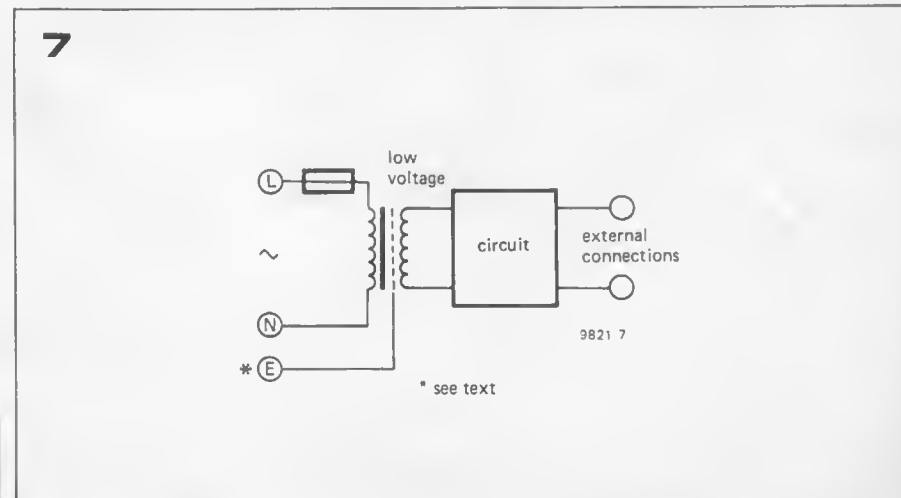 7
low
voltage
L
circuit
external
connections
~
N
9821 7
* E
* see text